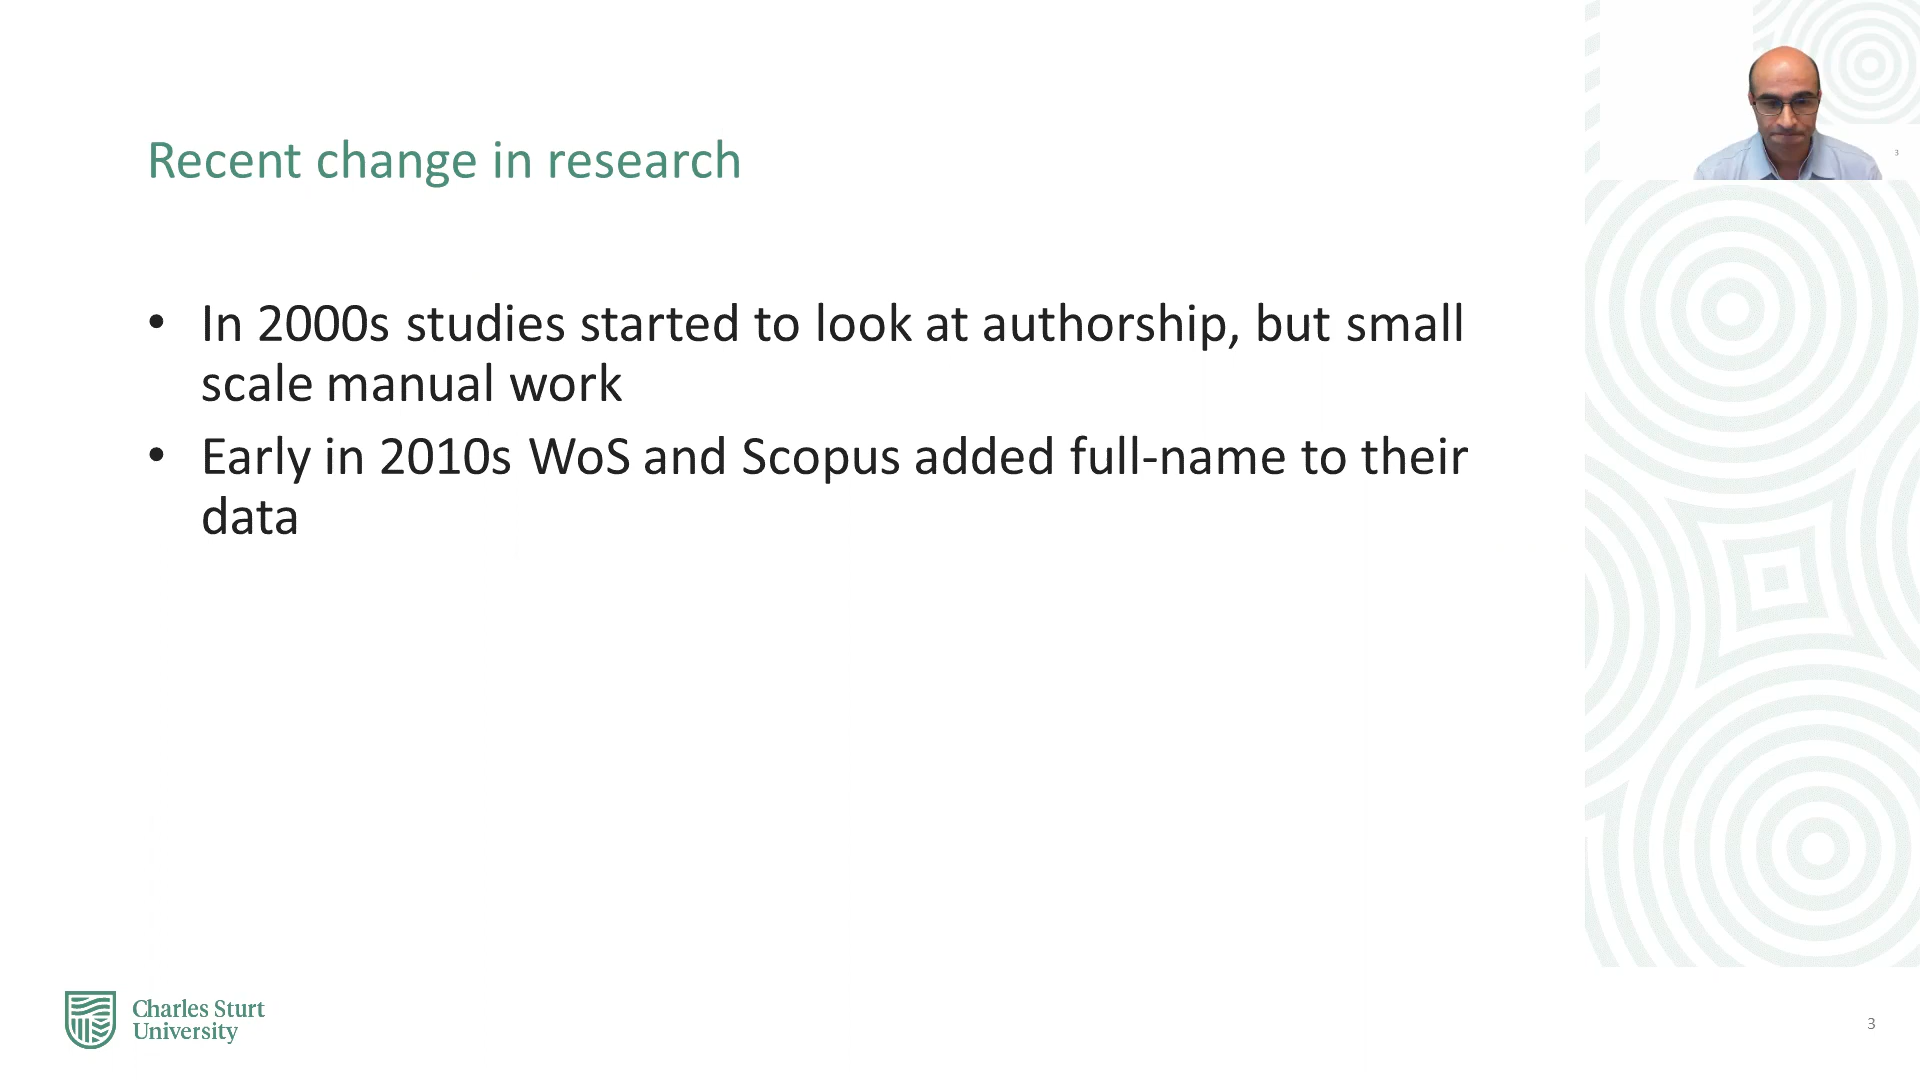 Recent change in research
• In 2000s studies started to look at authorship, but small
scale manual work
• Early in 2010s WoS and Scopus added full-name to their
data
Charles Sturt
University
3
3